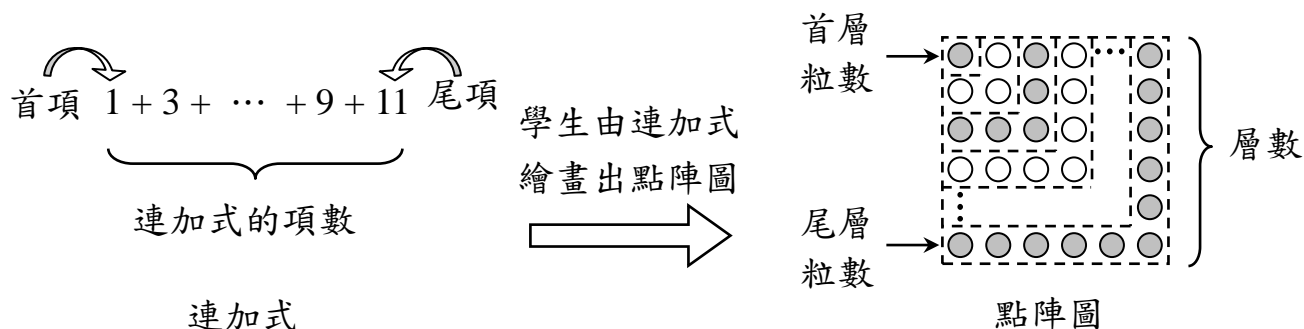 首項 1 + 3 + … + 9 + 11 尾項
連加式的項數
連加式
學生由連加式
繪畫出點陣圖
首層
粒數
尾層
粒數
層數
點陣圖